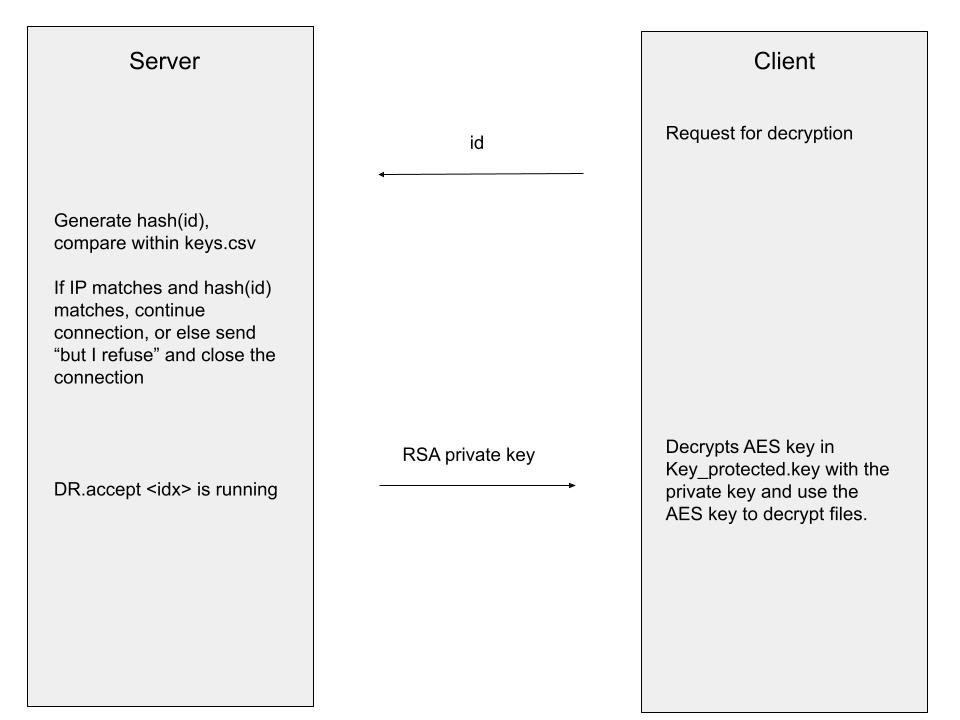 Server
Client
Request for decryption
id
Generate hash(id),
compare within keys.csv
If IP matches and hash(id)
matches, continue
connection, or else send
“but I refuse” and close the
connection
RSA private key
DR.accept <idx> is running
Decrypts AES key in
Key_protected.key with the
private key and use the
AES key to decrypt files.